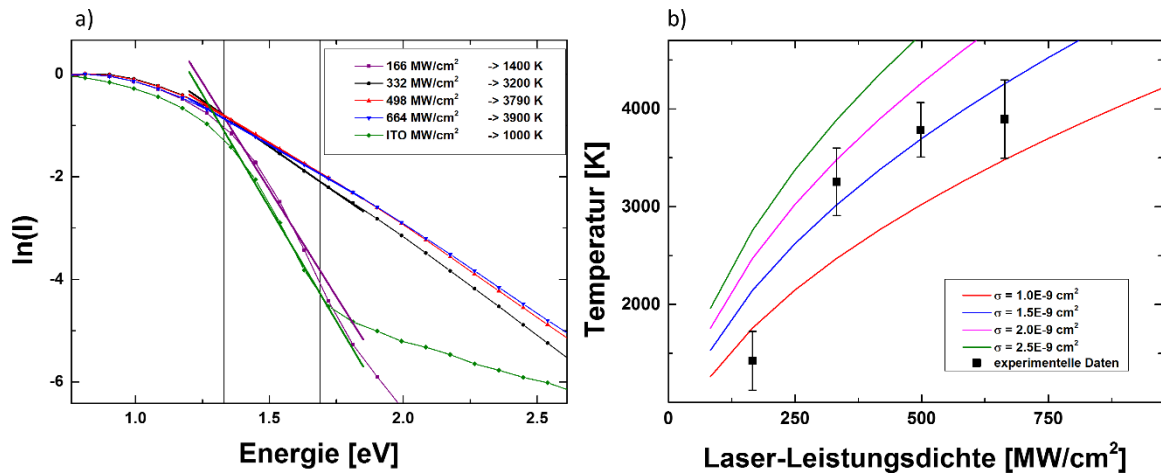 a)
ln(I)
0
-2
-4
-6
166 MW/cm² -> 1400 K
332 MW/cm² -> 3200 K
498 MW/cm² -> 3790 K
664 MW/cm² -> 3900 K
ITO MW/cm² -> 1000 K
1.0 1.5 2.0 2.5
Energie [eV]
b)
Temperatur [K]
4000
3000
2000
σ = 1.0E-9 cm²
σ = 1.5E-9 cm²
σ = 2.0E-9 cm²
σ = 2.5E-9 cm²
experimentelle Daten
0 250 500 750
Laser-Leistungsdichte [MW/cm²]